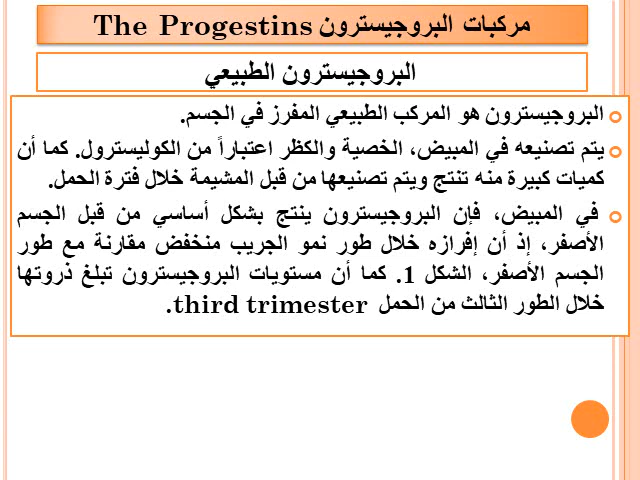 مركبات البروجيسترون The Progestins
البروجيسترون الطبيعي
البروجيسترون هو المركب الطبيعي المفرز في الجسم.
يتم تصنيعه في المبيض، الخصية والكظر اعتباراً من الكوليسترول. كما أن
كميات كبيرة منه تنتج ويتم تصنيعها من قبل المشيمة خلال فترة الحمل.
في المبيض، فإن البروجيسترون ينتج بشكل أساسي من قبل الجسم
الأصفر، إذ أن إفرازه خلال طور نمو الجريب منخفض مقارنة مع طور
الجسم الأصفر، الشكل 1. كما أن مستويات البروجيسترون تبلغ ذروتها
خلال الطور الثالث من الحمل third trimester.